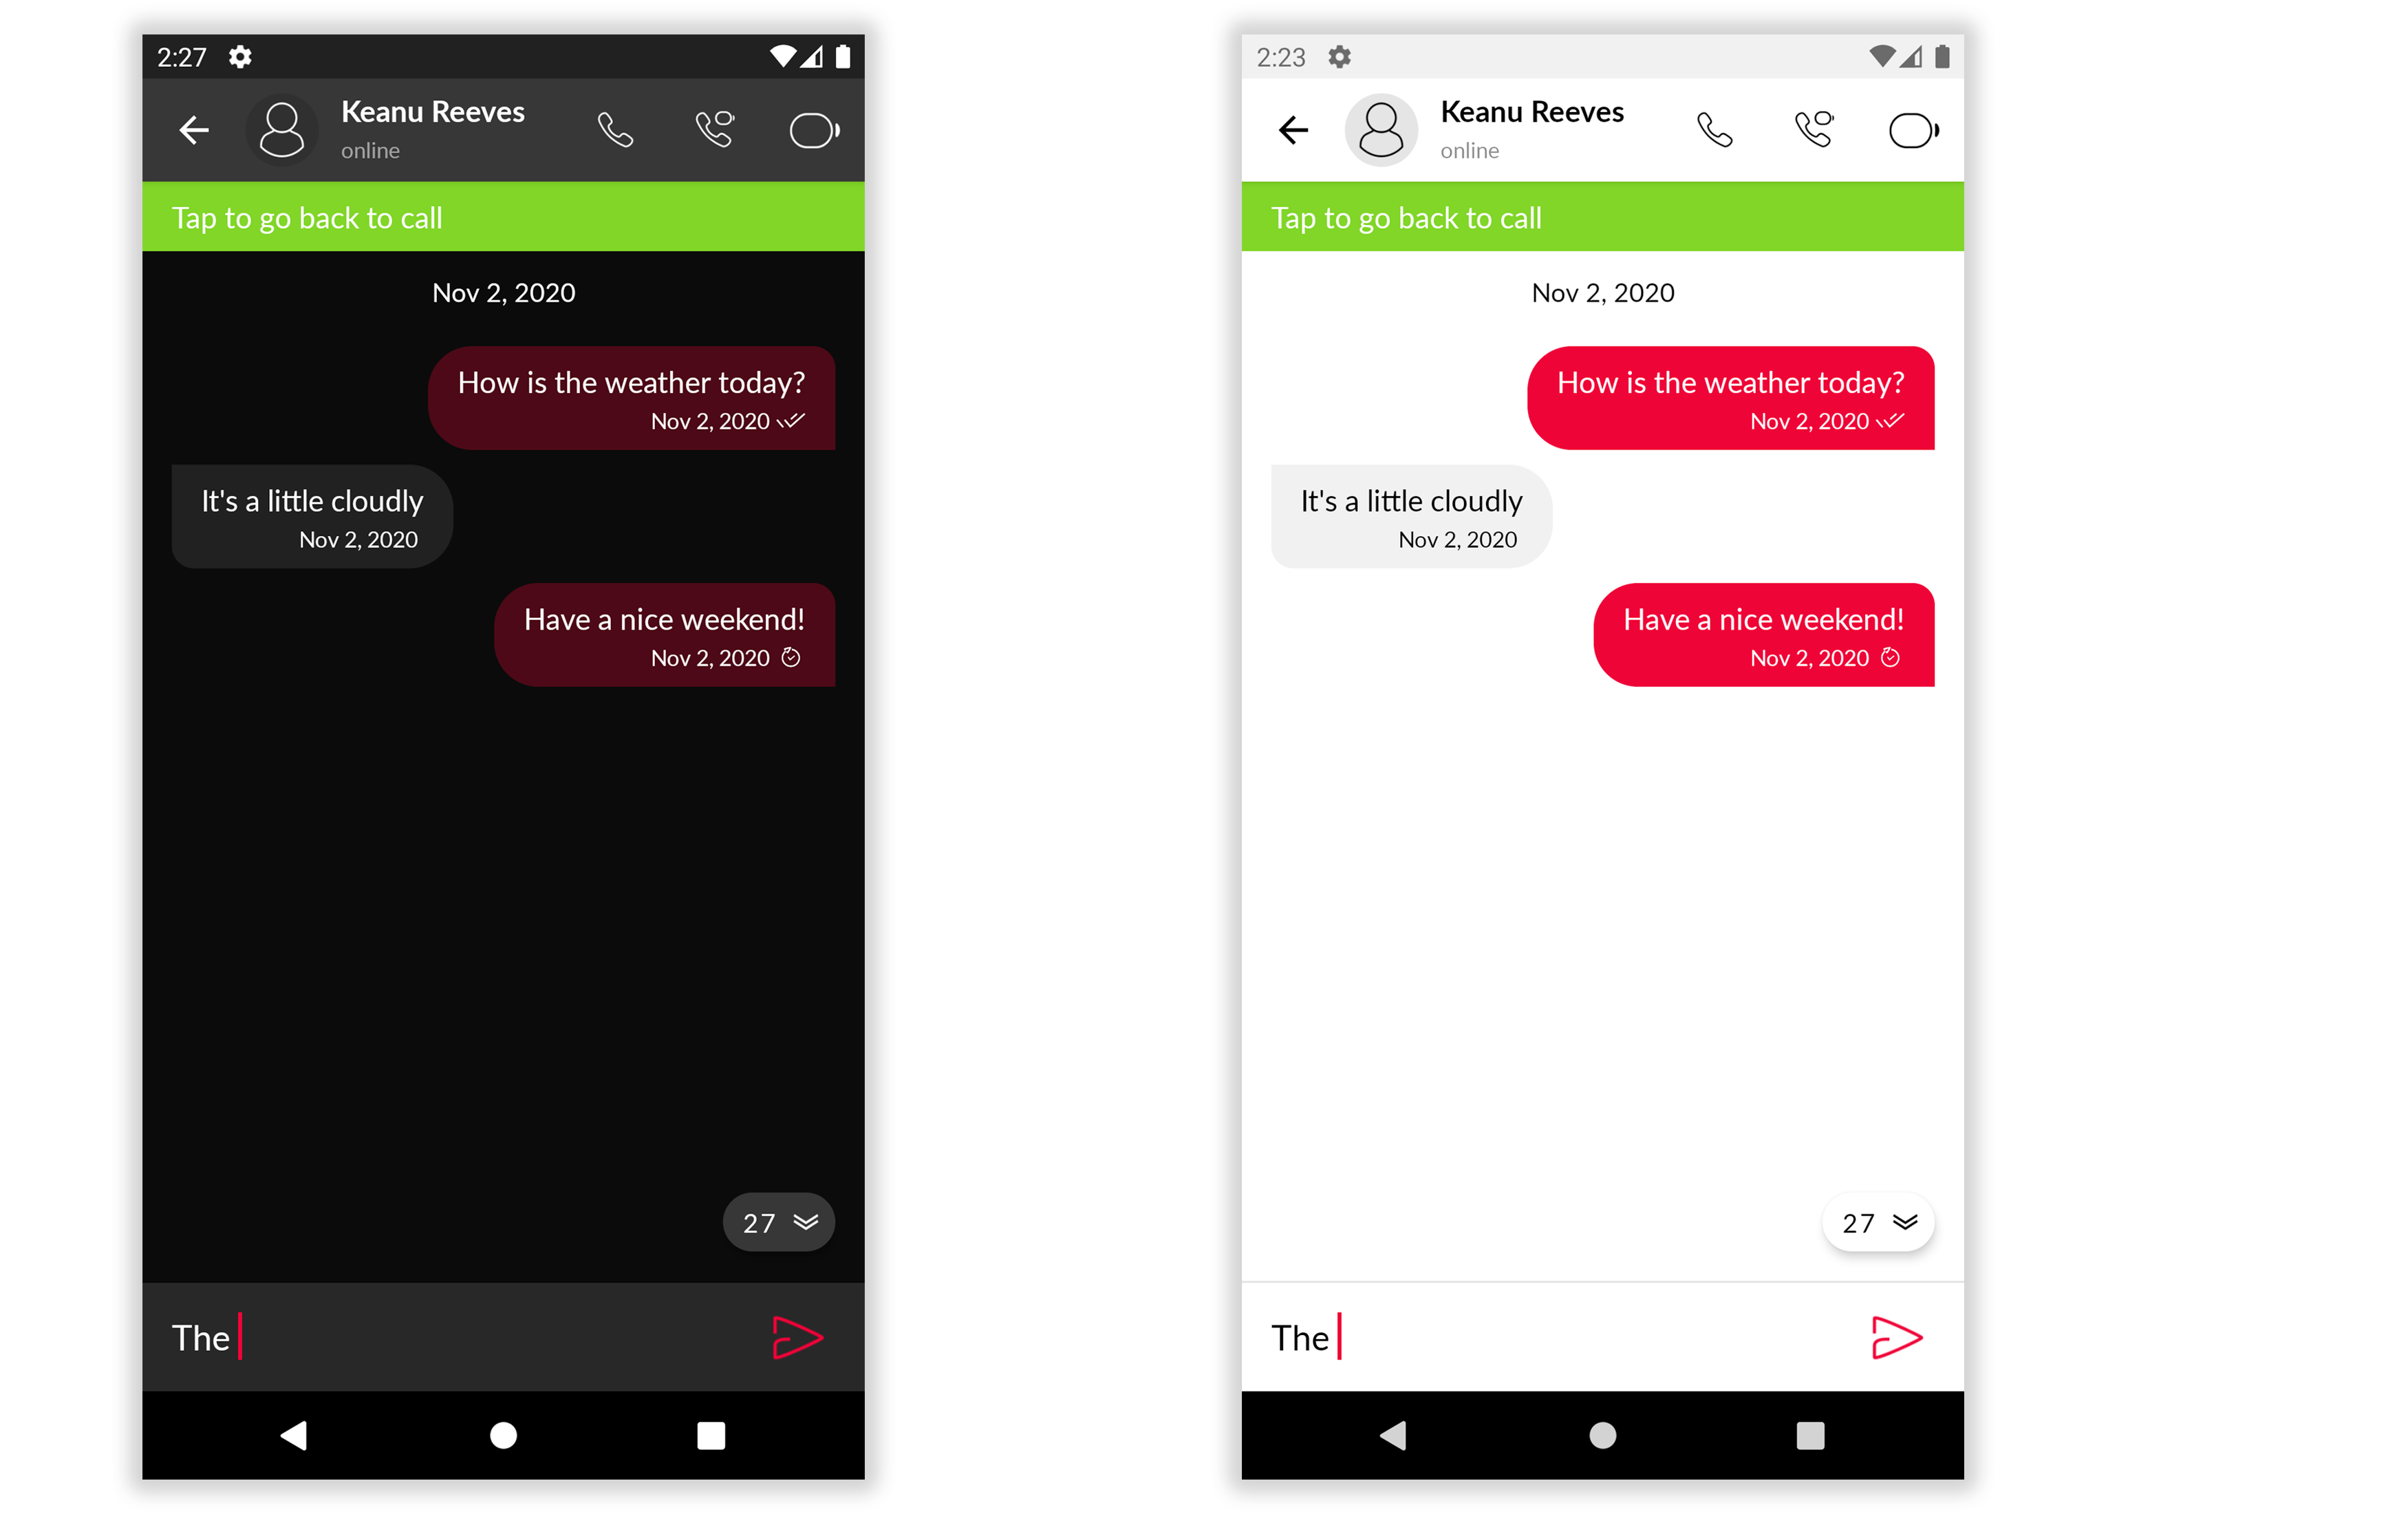 2:27
Keanu Reeves
online
Tap to go back to call
Nov 2, 2020
How is the weather today?
Nov 2, 2020
It's a little cloudly
Nov 2, 2020
Have a nice weekend!
Nov 2, 2020
27
The
2:23
Keanu Reeves
online
Tap to go back to call
Nov 2, 2020
How is the weather today?
Nov 2, 2020
It's a little cloudly
Nov 2, 2020
Have a nice weekend!
Nov 2, 2020
27
The